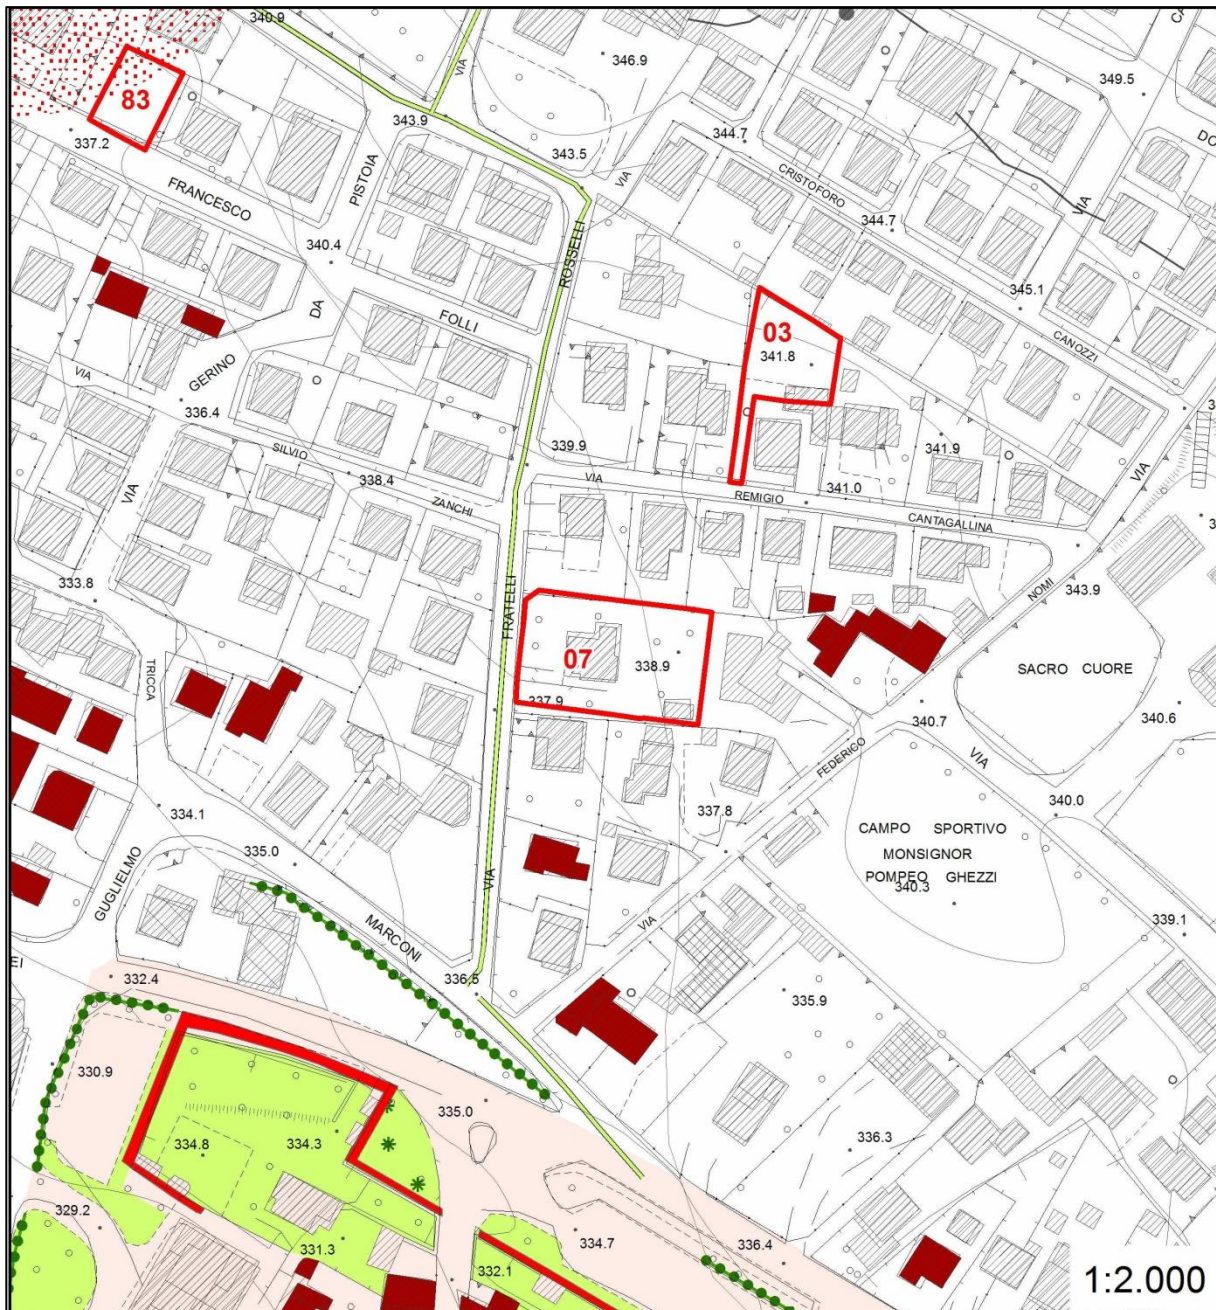 340.9
VIA
346.9
CA
349.5
83
337.2
343.9
343.5
344.7
DO
FRANCESCO
PISTOIA
VIA
CRISTOFORO
VIA
344.7
340.4
ROSSELLI
345.1
DA
FOLLI
03
341.8
CANOZZI
VIA
GERINO
336.4
SILVIO
339.9
341.9
338.4
VIA
VIA
REMIGIO
341.0
VIA
ZANCHI
CANTAGALLINA
333.8
FRATELLI
NOMI
343.9
TRICCA
07
338.9
SACRO CUORE
337.9
340.7
340.6
VIA
FEDERICO
334.1
337.8
340.0
CAMPO SPORTIVO
335.0
MONSIGNOR
GUGLIELMO
VIA
POMPEO GHEZZI
340.3
MARCONI
VIA
339.1
EI
332.4
336.5
335.9
330.9
335.0
334.8
334.3
336.3
329.2
331.3
334.7
336.4
332.1
1:2.000